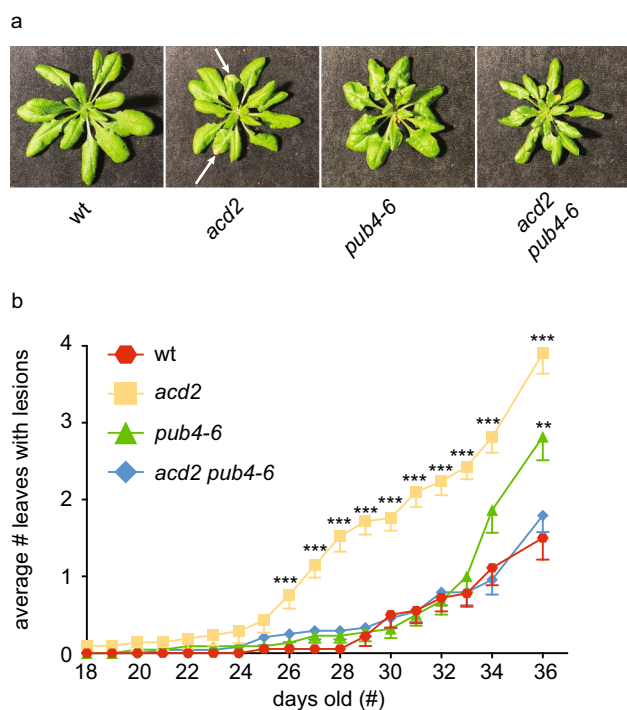 a
wt
acd2
pub4-6
acd2
pub4-6
b
average # leaves with lesions
4
3
2
1
0
wt
acd2
pub4-6
acd2 pub4-6
***
***
***
***
***
***
***
***
***
***
**
18 20 22 24 26 28 30 32 34 36
days old (#)